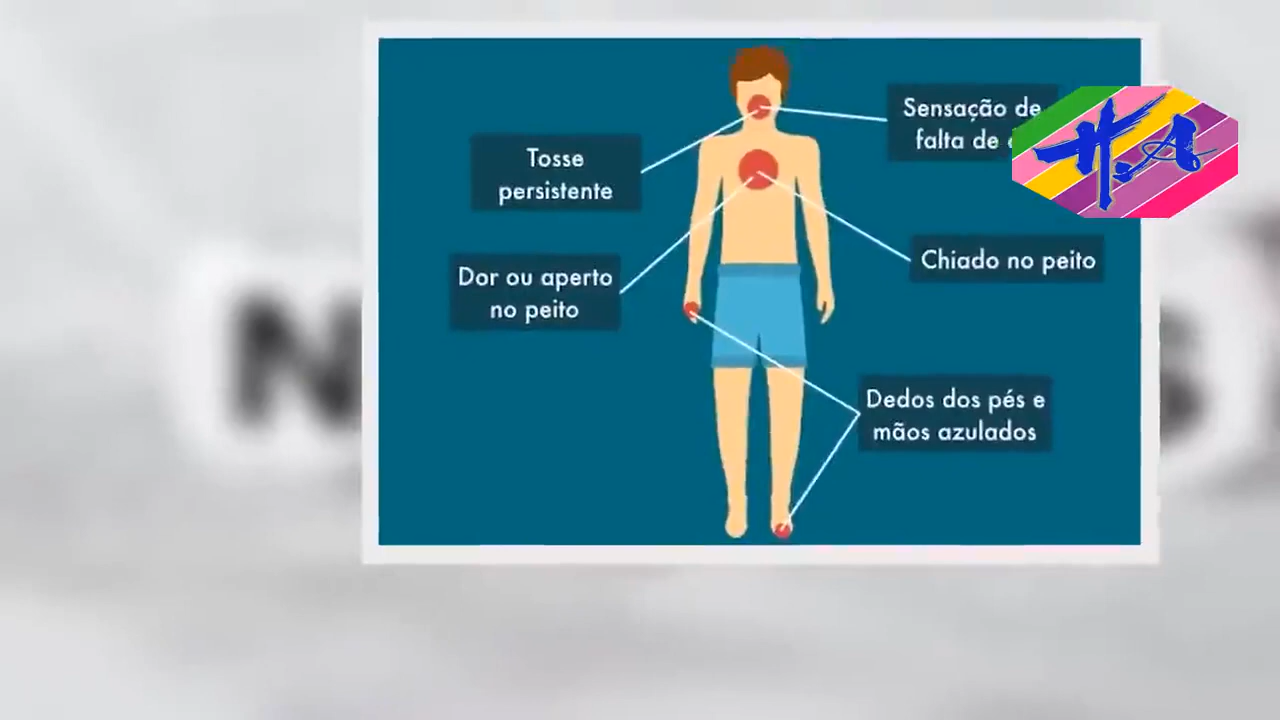 Tosse
persistente
Sensação de
falta de
Dor ou aperto
no peito
Chiado no peito
Dedos dos pés e
mãos azulados
HA